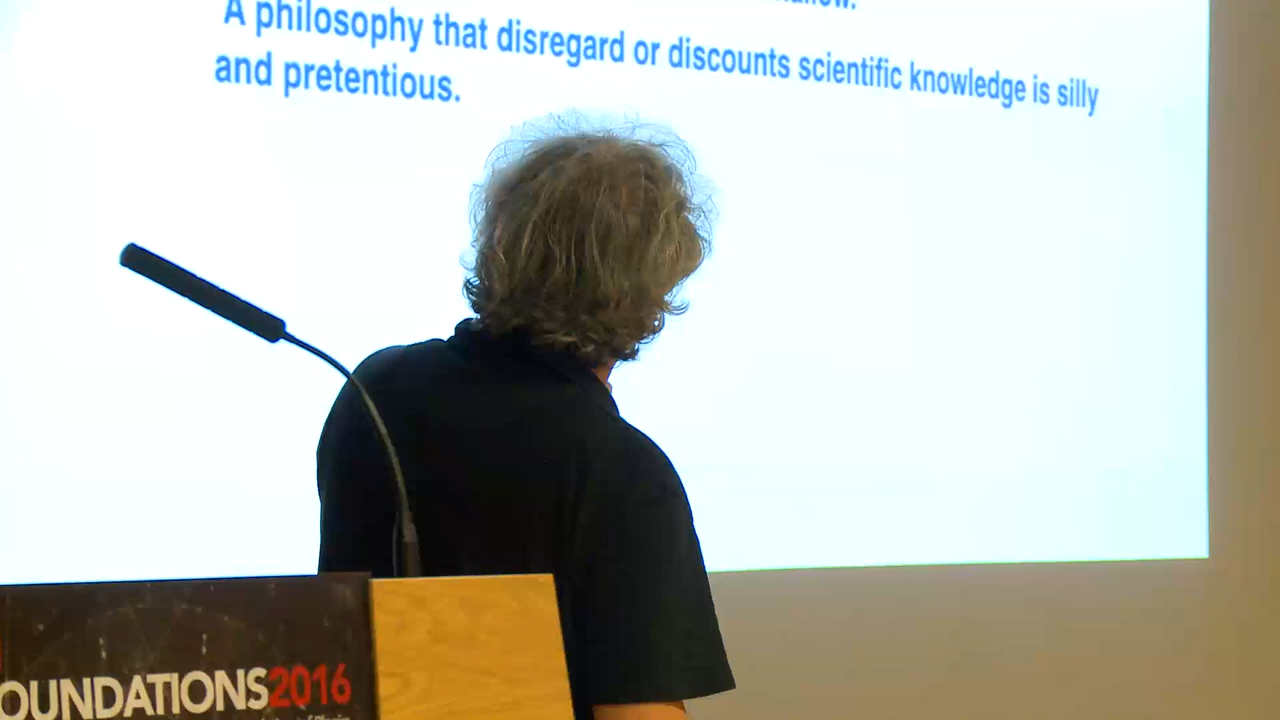 A philosophy that disregard or discounts scientific knowledge is silly
and pretentious.
OUNDATIONS2016